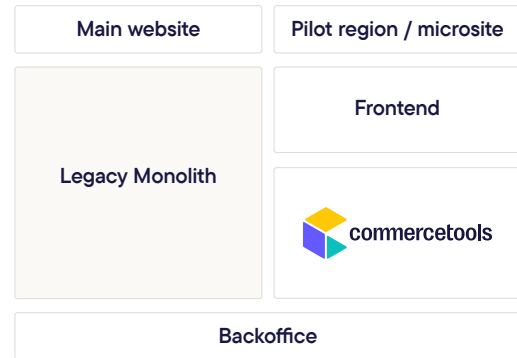 Main website
Pilot region / microsite
Legacy Monolith
Frontend
commercetools
Backoffice